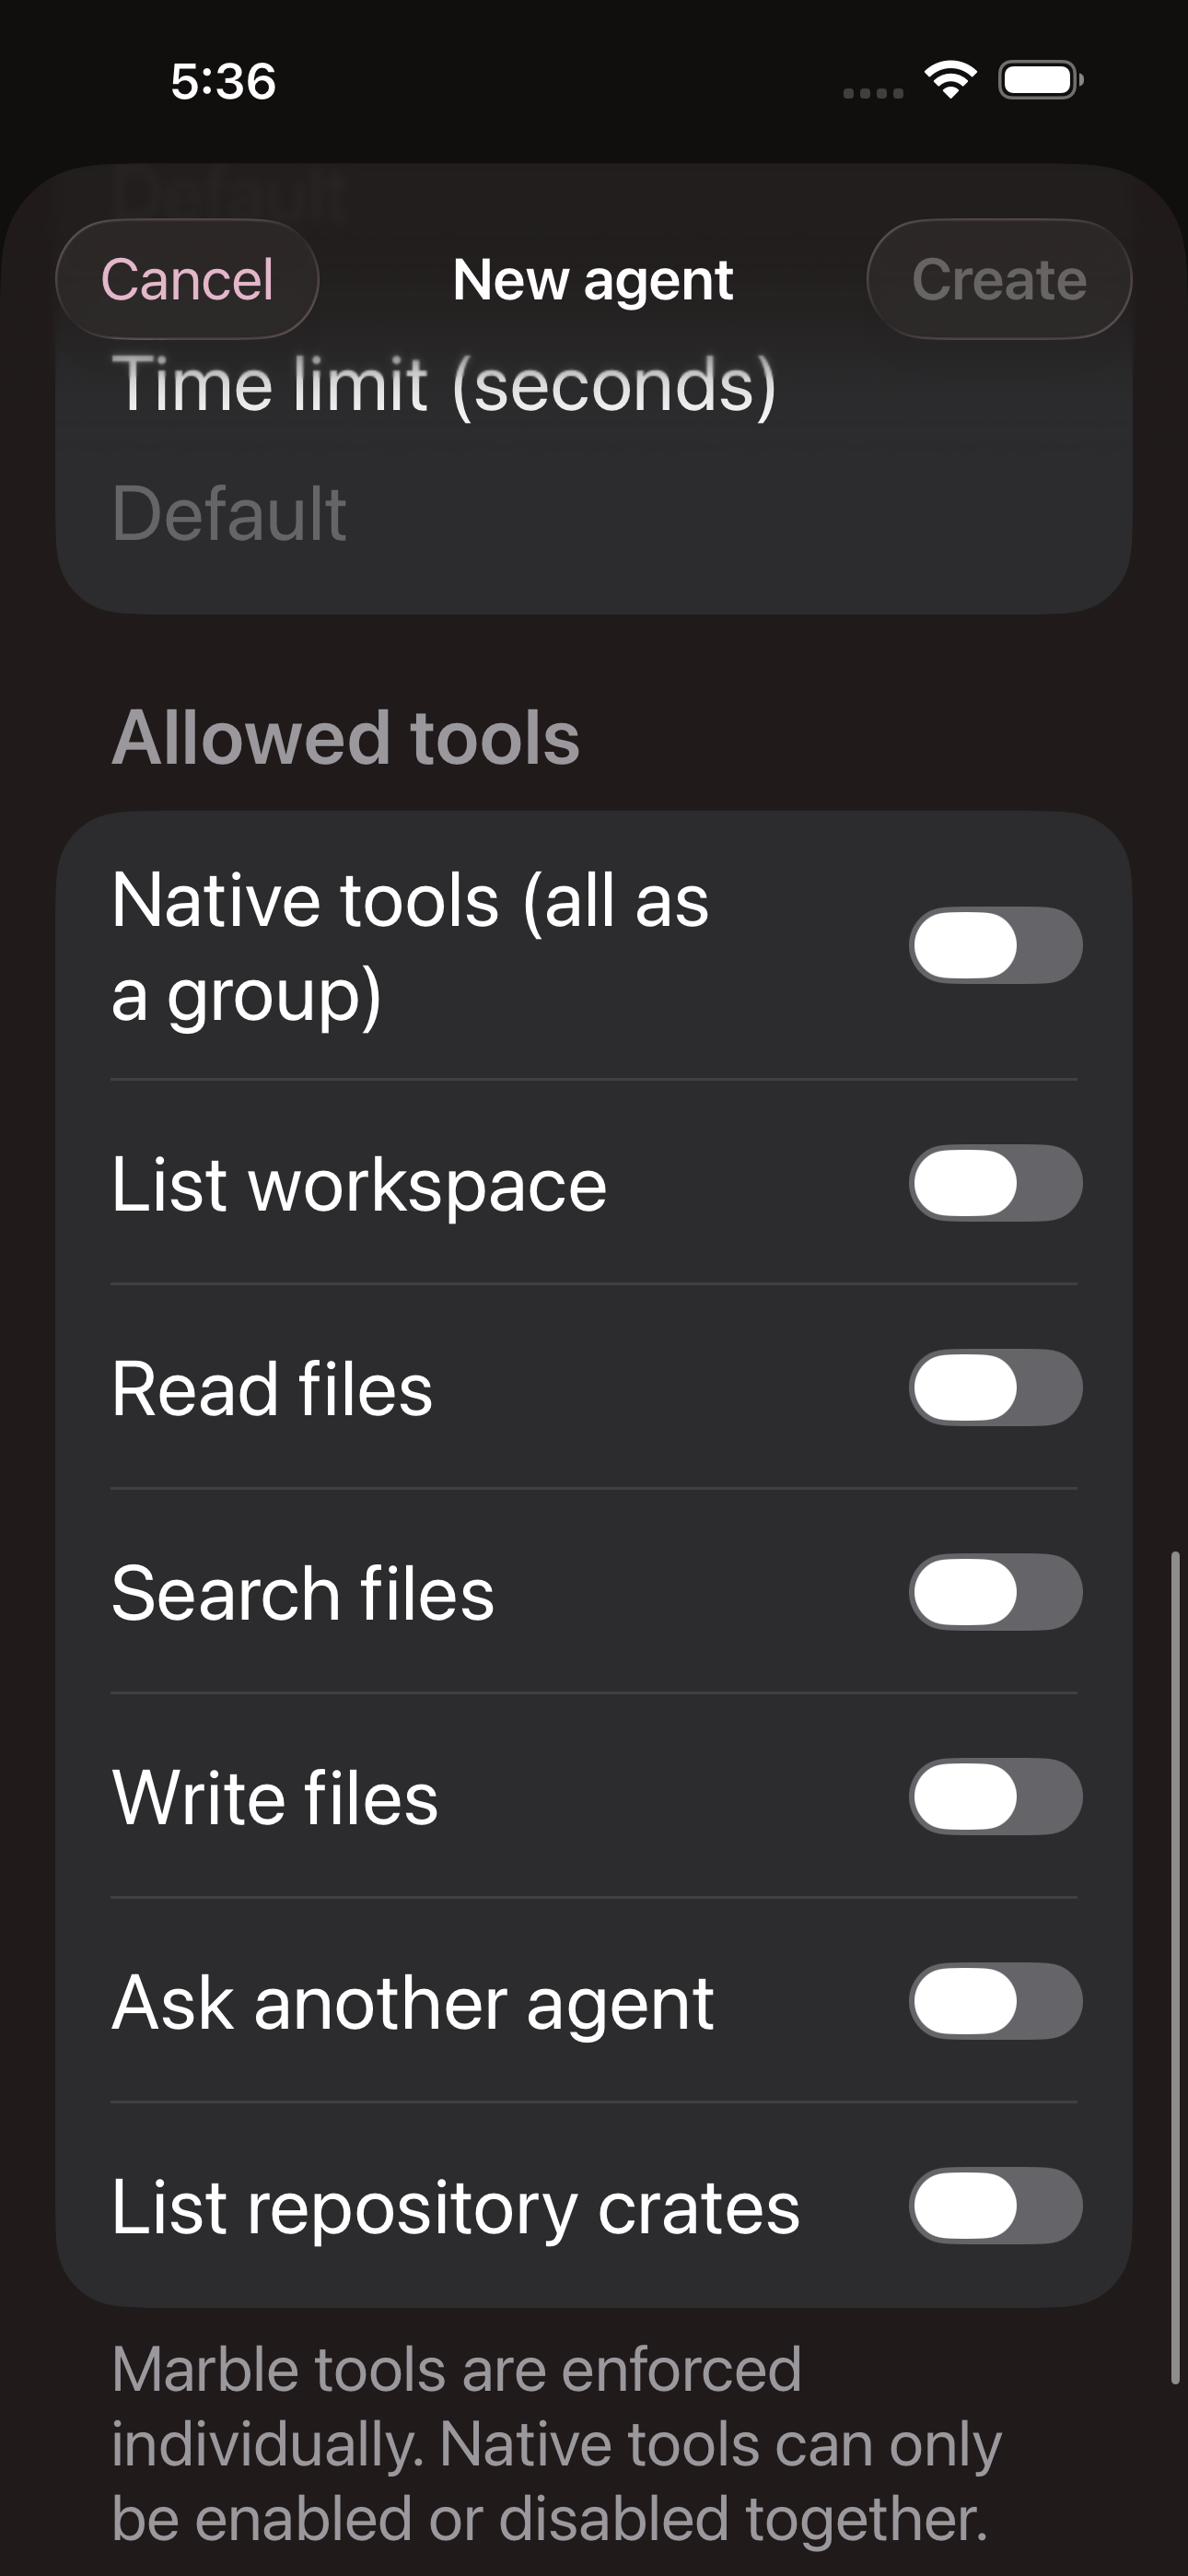 5:36
Default
Cancel
New agent
Create
Time limit (seconds)
Default
Allowed tools
Native tools (all as
a group)
List workspace
Read files
Search files
Write files
Ask another agent
List repository crates
Marble tools are enforced
individually. Native tools can only
be enabled or disabled together.